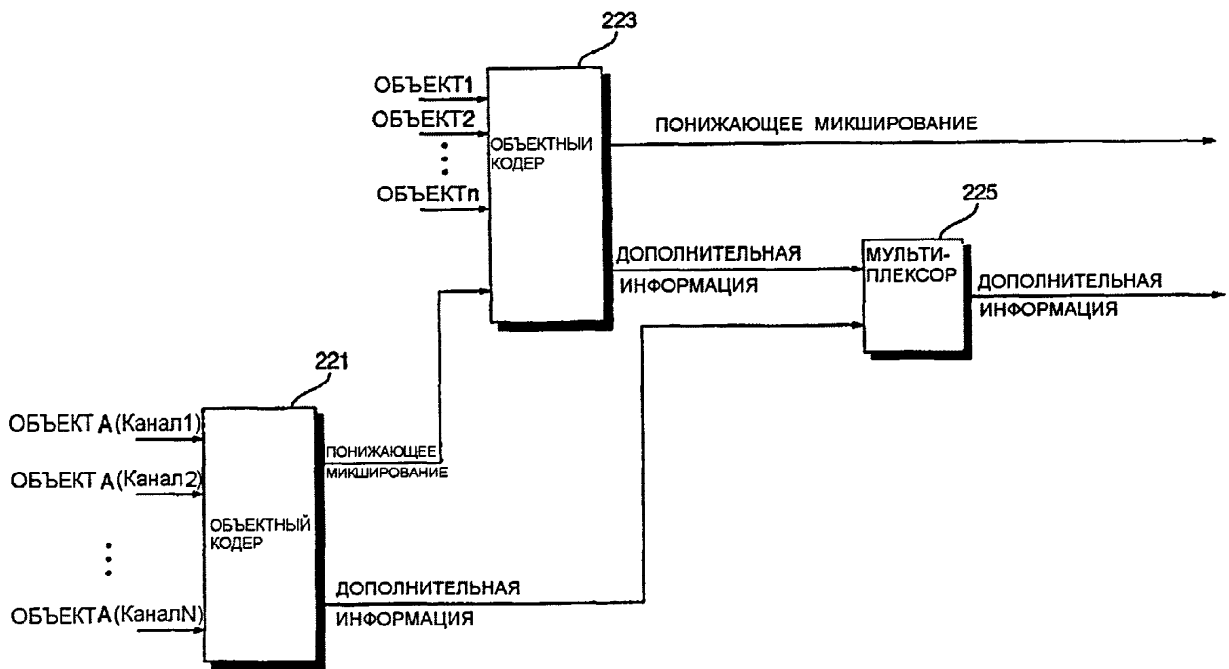 223
ОБЪЕКТ1
ОБЪЕКТ2
ОБЪЕКТn
ОБЪЕКТНЫЙ
КОДЕР
ПОНИЖАЮЩЕЕ МИКШИРОВАНИЕ
225
ДОПОЛНИТЕЛЬНАЯ
ИНФОРМАЦИЯ
МУЛЬТИ-
ПЛЕКСОР
ДОПОЛНИТЕЛЬНАЯ
ИНФОРМАЦИЯ
221
ОБЪЕКТ A(Канал1)
ОБЪЕКТ A(Канал2)
ОБЪЕКТ A(КаналN)
ОБЪЕКТНЫЙ
КОДЕР
ПОНИЖАЮЩЕЕ
МИКШИРОВАНИЕ
ДОПОЛНИТЕЛЬНАЯ
ИНФОРМАЦИЯ